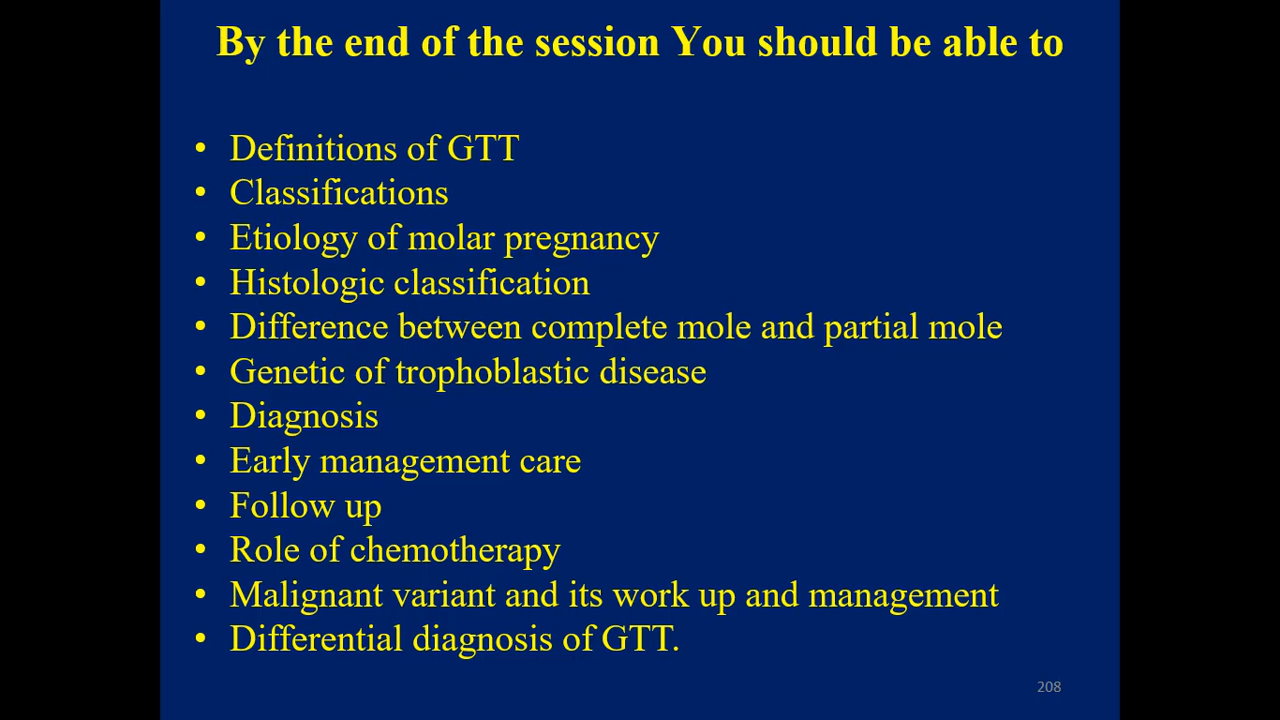 By the end of the session You should be able to
• Definitions of GTT
• Classifications
• Etiology of molar pregnancy
• Histologic classification
• Difference between complete mole and partial mole
• Genetic of trophoblastic disease
• Diagnosis
• Early management care
• Follow up
• Role of chemotherapy
• Malignant variant and its work up and management
• Differential diagnosis of GTT.
208